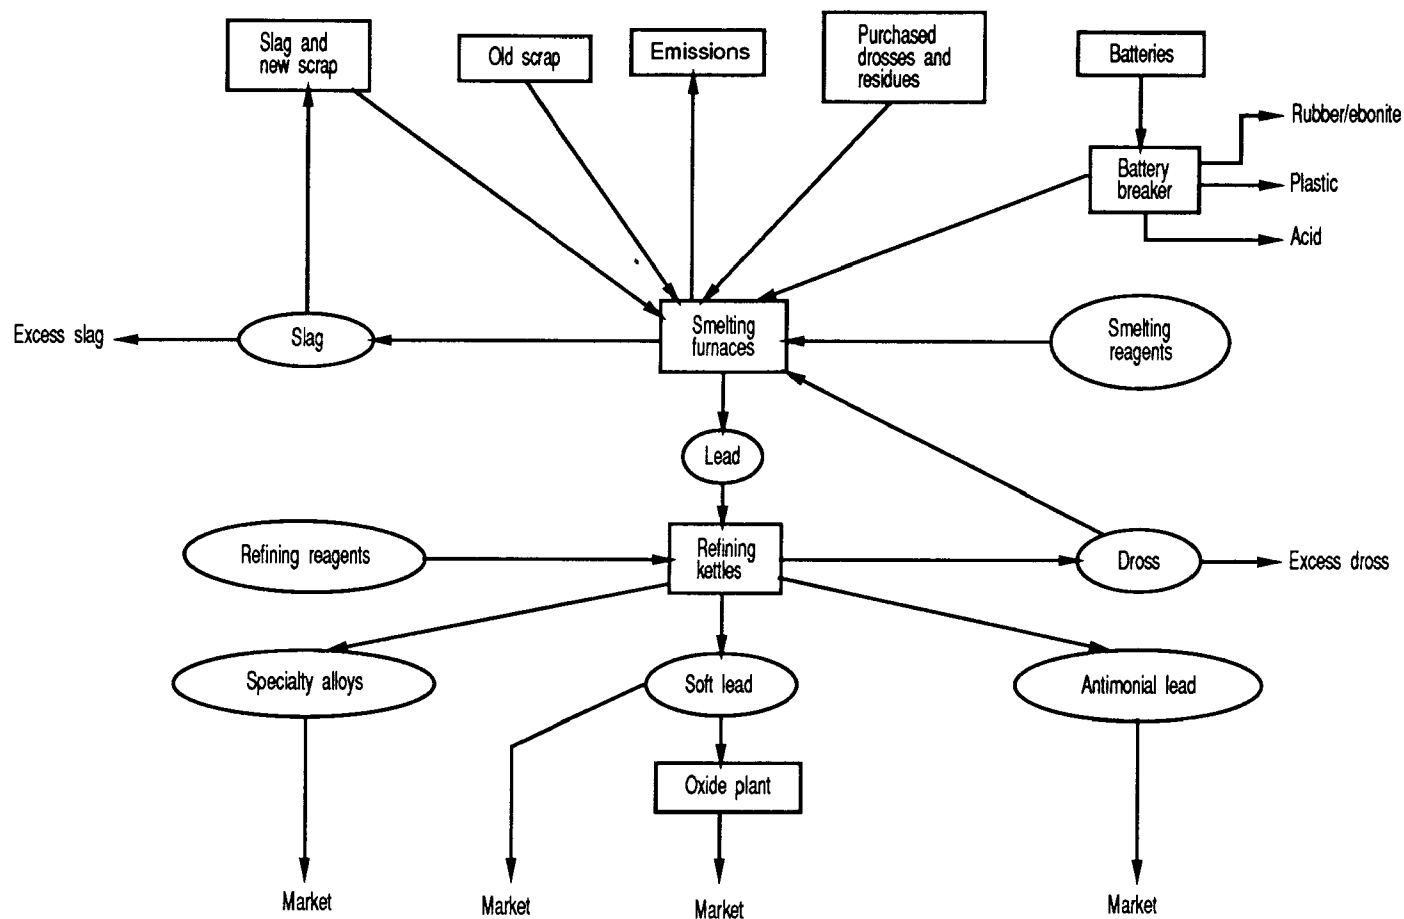 Slag and
new scrap
Old scrap
Emissions
Purchased
drosses and
residues
Batteries
Rubber/ebonite
Battery
breaker
Plastic
Acid
Excess slag
Slag
Smelting
furnaces
Smelting
reagents
Lead
Refining reagents
Refining
kettles
Dross
Excess dross
Specialty alloys
Soft lead
Antimonial lead
Oxide plant
Market
Market
Market
Market